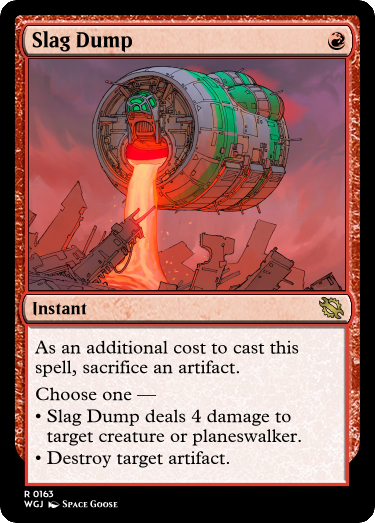 Slag Dump
Instant
As an additional cost to cast this
spell, sacrifice an artifact.
Choose one —
• Slag Dump deals 4 damage to
target creature or planeswalker.
• Destroy target artifact.
R 0163
WGJ Space Goose